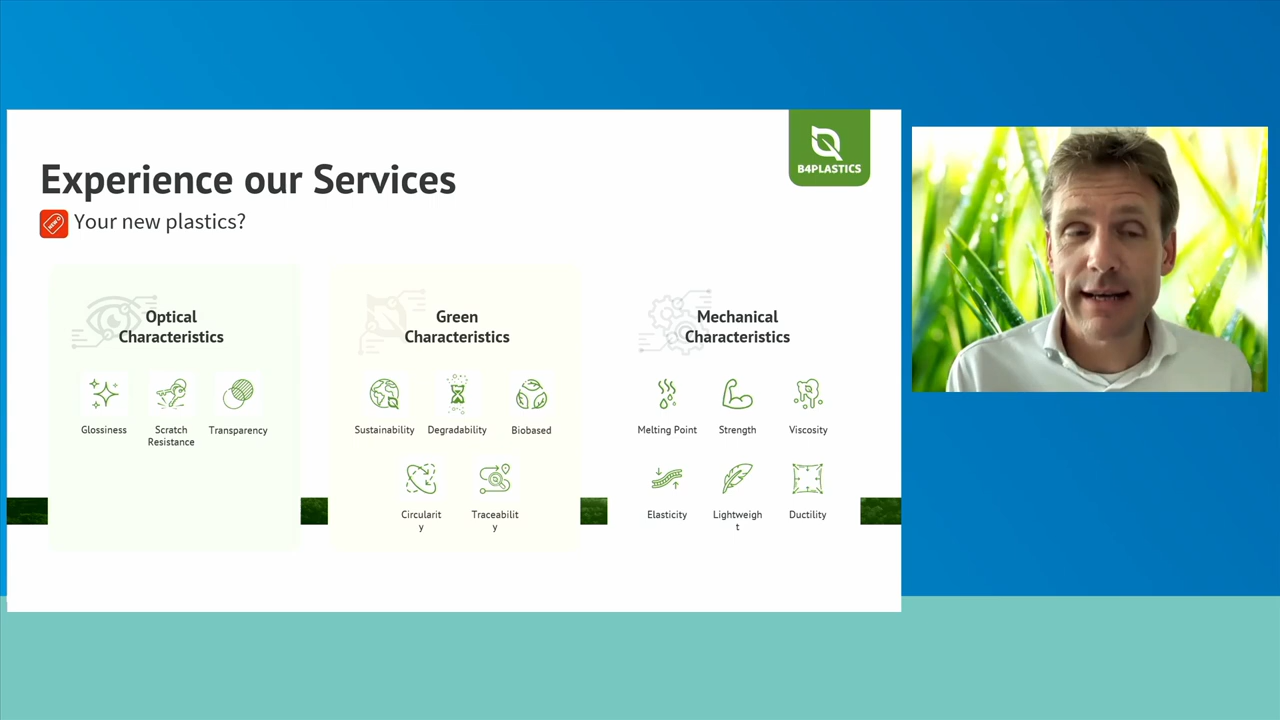 B4PLASTICS
Experience our Services
NEW
Your new plastics?
Optical
Characteristics
Glossiness
Scratch
Resistance
Transparency
Green
Characteristics
Sustainability
Degradability
Biobased
Circularit
y
Traceabilit
y
Mechanical
Characteristics
Melting Point
Strength
Viscosity
Elasticity
Lightweigh
t
Ductility